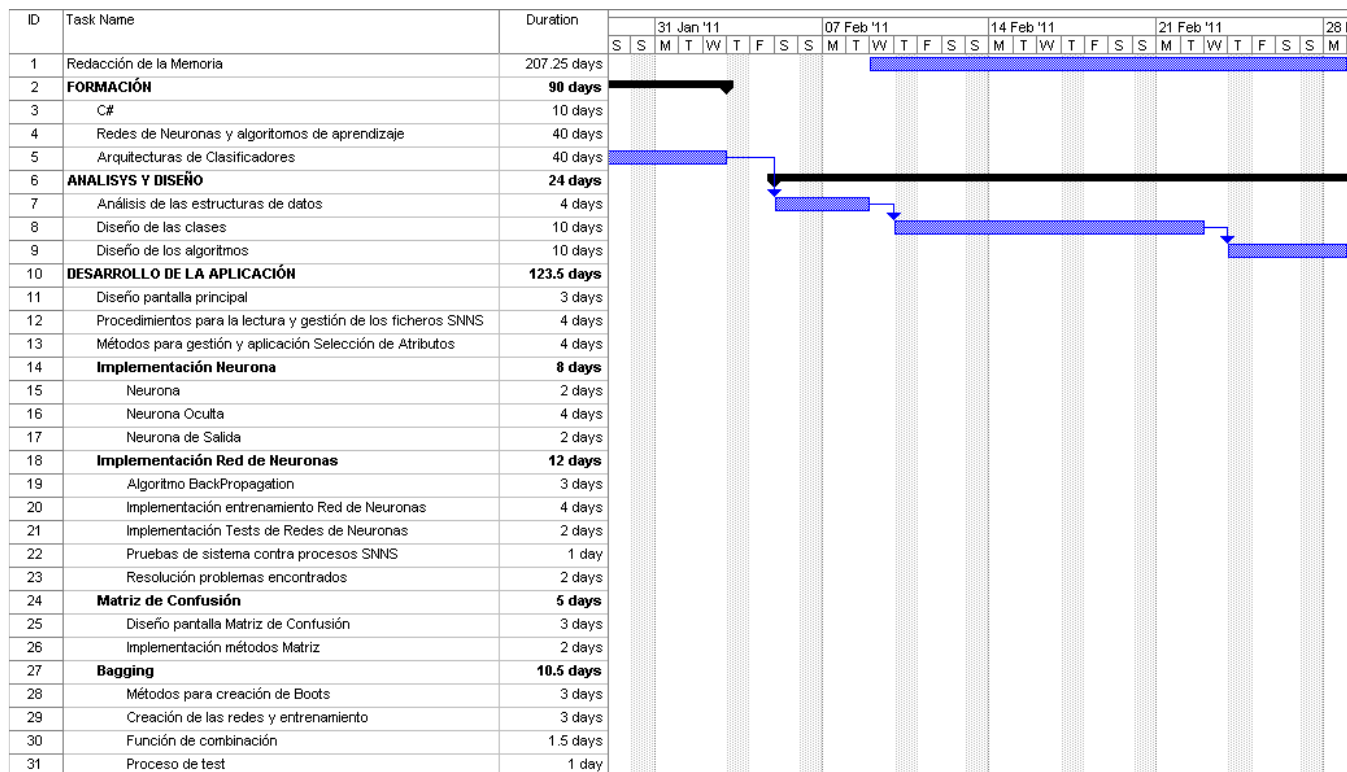 ID Task Name Duration 31 Jan '11 07 Feb '11 14 Feb '11 21 Feb '11 28
S S M T W T F S S M T W T F S S M T W T F S S M T W T F S S M
1 Redacción de la Memoria 207.25 days
2 FORMACIÓN 90 days
3 C# 10 days
4 Redes de Neuronas y algoritomos de aprendizaje 40 days
5 Arquitecturas de Clasificadores 40 days
6 ANALISYS Y DISEÑO 24 days
7 Análisis de las estructuras de datos 4 days
8 Diseño de las clases 10 days
9 Diseño de los algoritmos 10 days
10 DESARROLLO DE LA APLICACIÓN 123.5 days
11 Diseño pantalla principal 3 days
12 Procedimientos para la lectura y gestión de los ficheros SNNS 4 days
13 Métodos para gestión y aplicación Selección de Atributos 4 days
14 Implementación Neurona 8 days
15 Neurona 2 days
16 Neurona Oculta 4 days
17 Neurona de Salida 2 days
18 Implementación Red de Neuronas 12 days
19 Algoritmo BackPropagation 3 days
20 Implementación entrenamiento Red de Neuronas 4 days
21 Implementación Tests de Redes de Neuronas 2 days
22 Pruebas de sistema contra procesos SNNS 1 day
23 Resolución problemas encontrados 2 days
24 Matriz de Confusión 5 days
25 Diseño pantalla Matriz de Confusión 3 days
26 Implementación métodos Matriz 2 days
27 Bagging 10.5 days
28 Métodos para creación de Boots 3 days
29 Creación de las redes y entrenamiento 3 days
30 Función de combinación 1.5 days
31 Proceso de test 1 day